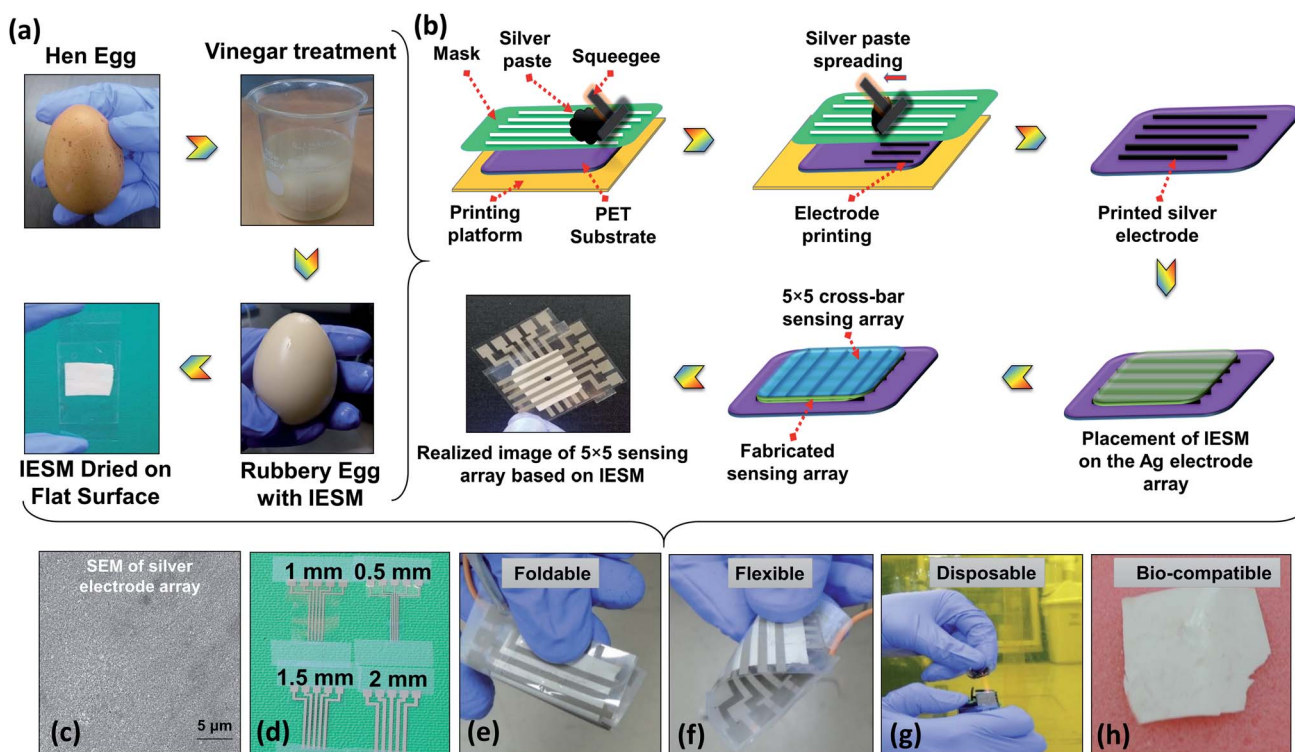 (a)
Hen Egg
Vinegar treatment
IESM Dried on
Flat Surface
Rubbery Egg
with IESM
(b)
Mask
Silver
paste
Squeegee
Printing
platform
PET
Substrate
Silver paste
spreading
Electrode
printing
Printed silver
electrode
5×5 cross-bar
sensing array
Realized image of 5×5 sensing
array based on IESM
Fabricated
sensing array
Placement of IESM
on the Ag electrode
array
SEM of silver
electrode array
5 μm
(c)
1 mm
0.5 mm
1.5 mm
2 mm
(d)
Foldable
(e)
Flexible
(f)
Disposable
(g)
Bio-compatible
(h)